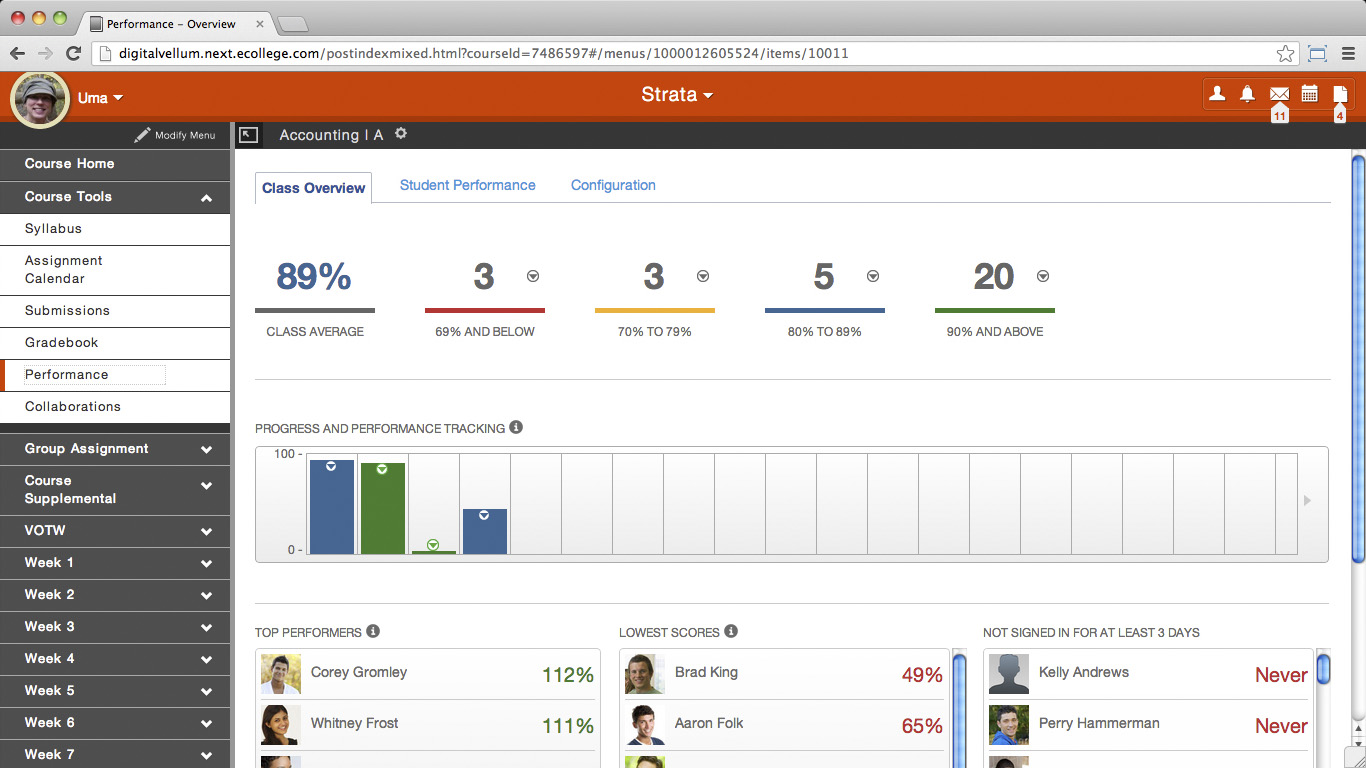 Performance – Overview
digitalvellum.next.ecollege.com/postindexmixed.html?courseId=7486597#/menus/1000012605524/items/10011
Uma
Strata
11
4
Modify Menu
Accounting | A
Course Home
Course Tools
Syllabus
Assignment
Calendar
Submissions
Gradebook
Performance
Collaborations
Group Assignment
Course
Supplemental
VOTW
Week 1
Week 2
Week 3
Week 4
Week 5
Week 6
Week 7
Class Overview
Student Performance
Configuration
89%
3
3
5
20
CLASS AVERAGE
69% AND BELOW
70% TO 79%
80% TO 89%
90% AND ABOVE
PROGRESS AND PERFORMANCE TRACKING
100 -
0 -
TOP PERFORMERS
Corey Gromley 112%
Whitney Frost 111%
LOWEST SCORES
Brad King 49%
Aaron Folk 65%
NOT SIGNED IN FOR AT LEAST 3 DAYS
Kelly Andrews Never
Perry Hammerman Never